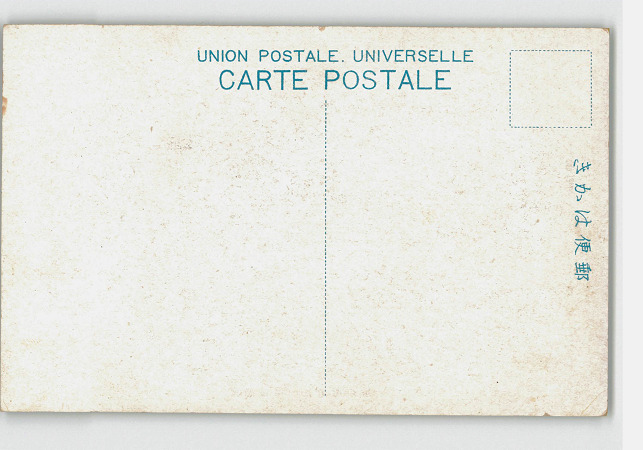 UNION POSTALE. UNIVERSELLE
CARTE POSTALE
きかは便郵